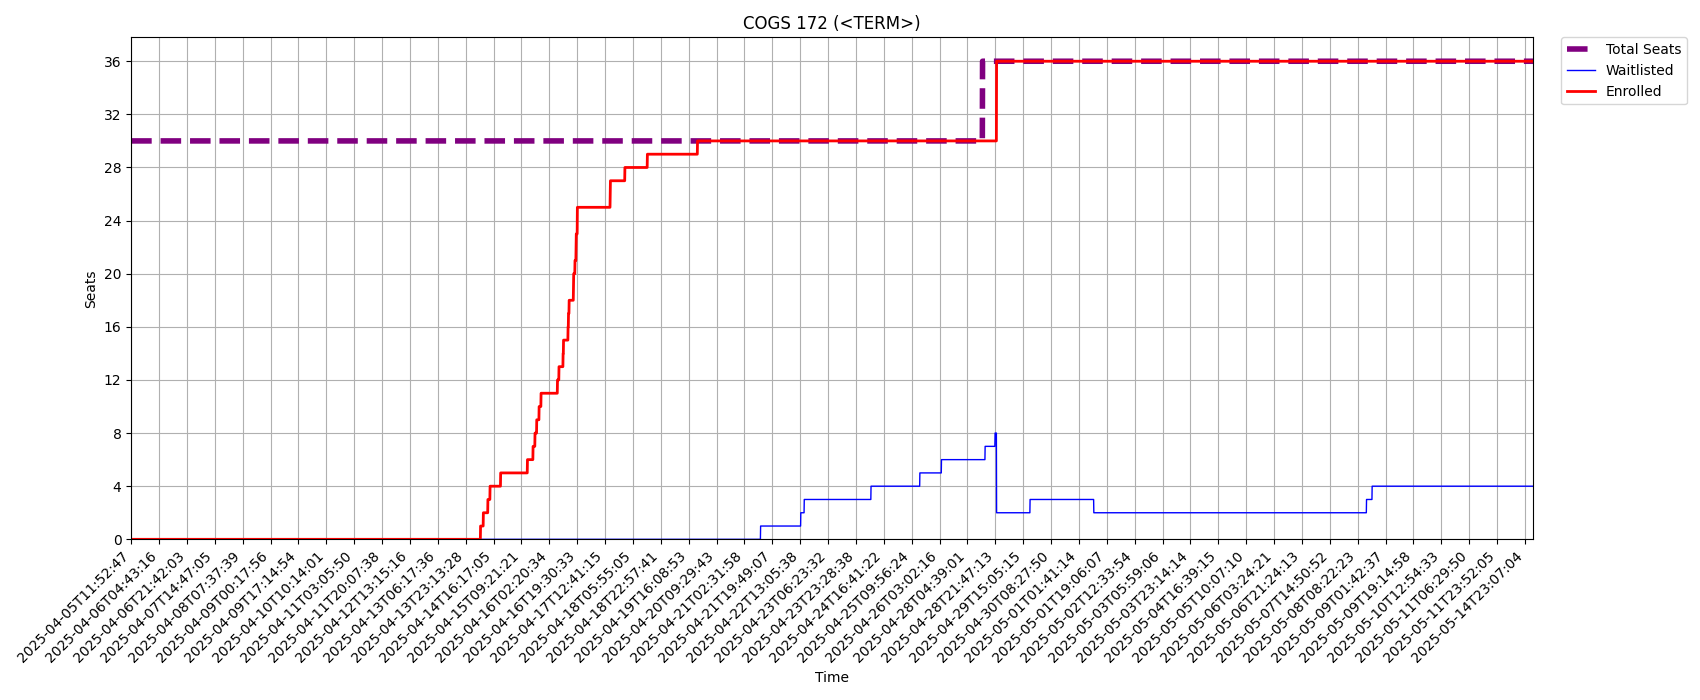 COGS 172 (<TERM>)
Total Seats
Waitlisted
Enrolled
36
32
28
24
20
16
12
8
4
0
Seats
2025-04-05T11:52:47
2025-04-06T04:43:16
2025-04-06T21:42:03
2025-04-07T14:47:05
2025-04-08T07:37:39
2025-04-09T00:17:56
2025-04-09T17:14:54
2025-04-10T10:14:01
2025-04-11T03:05:50
2025-04-11T20:07:38
2025-04-12T13:15:16
2025-04-13T06:17:36
2025-04-13T23:13:28
2025-04-14T16:17:05
2025-04-15T09:21:21
2025-04-16T02:20:34
2025-04-16T19:30:33
2025-04-17T12:41:15
2025-04-18T05:55:05
2025-04-18T22:57:41
2025-04-19T16:08:53
2025-04-20T09:29:43
2025-04-21T02:31:58
2025-04-21T19:49:07
2025-04-22T13:05:38
2025-04-23T06:23:32
2025-04-23T23:28:38
2025-04-24T16:41:22
2025-04-25T09:56:24
2025-04-26T03:02:16
2025-04-28T04:39:01
2025-04-28T21:47:13
2025-04-29T15:05:15
2025-04-30T08:27:50
2025-05-01T01:41:14
2025-05-01T19:06:07
2025-05-02T12:33:54
2025-05-03T05:59:06
2025-05-03T23:14:14
2025-05-04T16:39:15
2025-05-05T10:07:10
2025-05-06T03:24:21
2025-05-06T21:24:13
2025-05-07T14:50:52
2025-05-08T08:22:23
2025-05-09T01:42:37
2025-05-09T19:14:58
2025-05-10T12:54:33
2025-05-11T06:29:50
2025-05-11T23:52:05
2025-05-14T23:07:04
Time